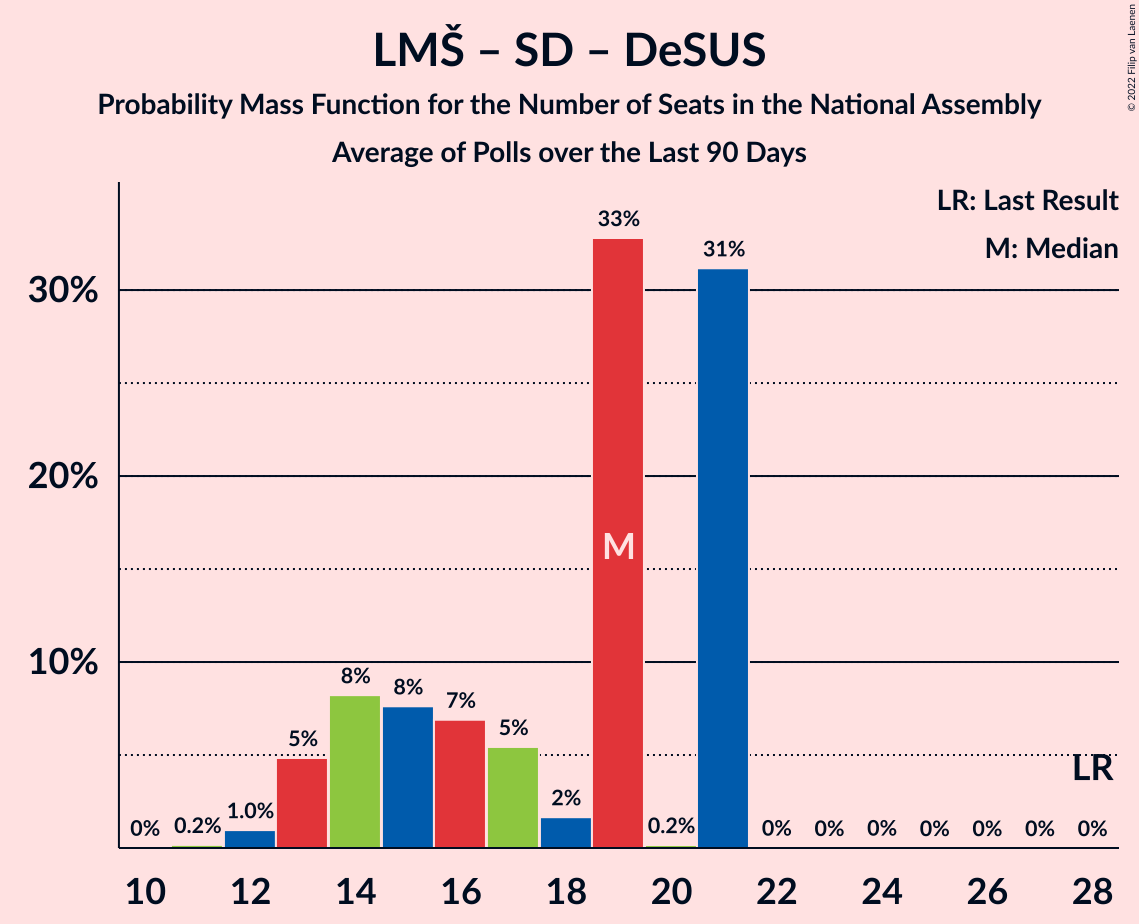 LMŠ – SD – DeSUS
Probability Mass Function for the Number of Seats in the National Assembly
Average of Polls over the Last 90 Days
© 2022 Filip van Laenen
LR: Last Result
M: Median
33%
31%
30%
20%
M
10%
8%
8%
7%
5%
5%
LR
2%
1.0%
0%
0.2%
0.2%
0%
0%
0%
0%
0%
0%
0%
10 12 14 16 18 20 22 24 26 28